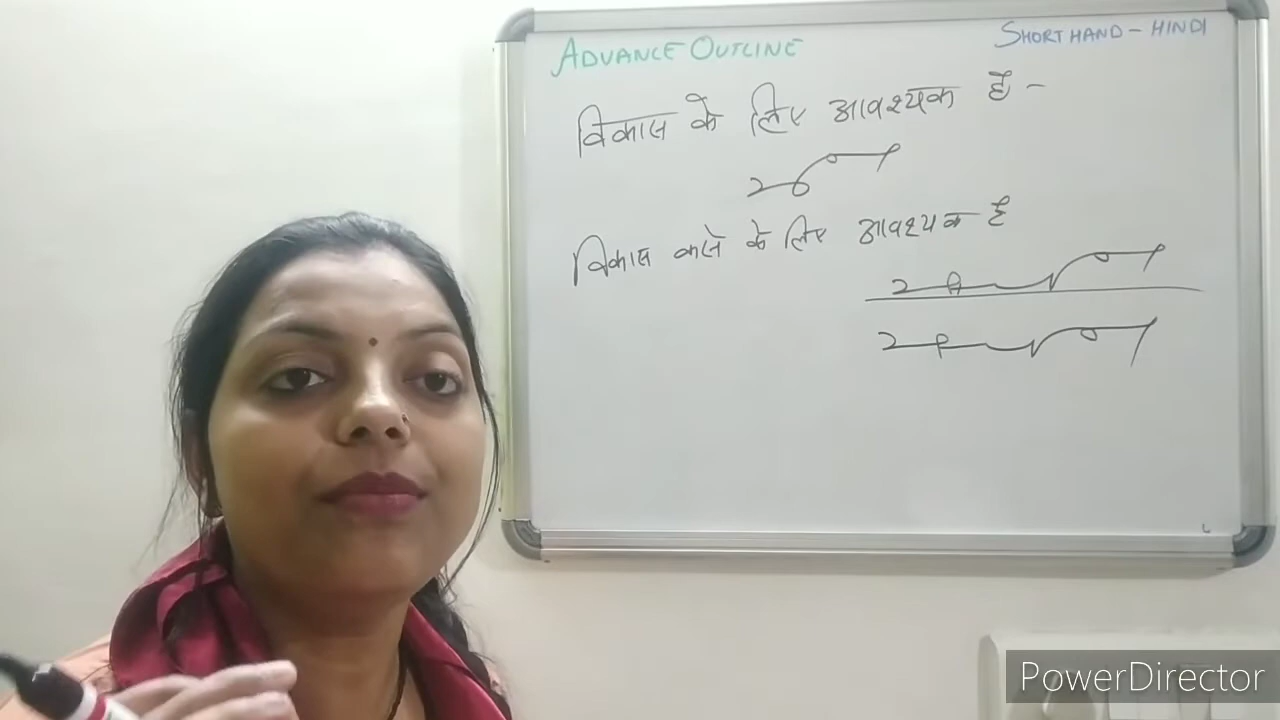 ADVANCE OUTLINE
SHORT HAND - HINDI
विकास के लिए आवश्यक है -
विकास करने के लिए आवश्यक है
PowerDirector